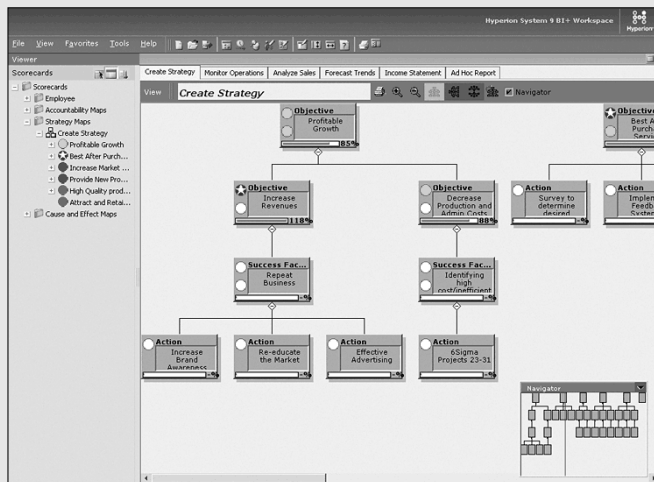 Hyperion System 9 BI+ Workspace
Hyperion
File View Favorites Tools Help
Viewer
Scorecards
Create Strategy Monitor Operations Analyze Sales Forecast Trends Income Statement Ad Hoc Report
View Create Strategy Navigator
Scorecards
Employee
Accountability Maps
Strategy Maps
Create Strategy
Profitable Growth
Best After Purch...
Increase Market ...
Provide New Pro...
High Quality prod...
Attract and Retai...
Cause and Effect Maps
Objective
Profitable
Growth
85%
Objective
Best A
Purcha
Servi
Objective
Increase
Revenues
118%
Objective
Decrease
Production and
Admin Costs
88%
Action
Survey to
determine
desired
-%
Action
Implem
Feedb
System
Success Fac...
Repeat
Business
-%
Success Fac...
Identifying
high
cost/inefficient
-%
Action
Increase
Brand
Awareness
-%
Action
Re-educate
the Market
-%
Action
Effective
Advertising
-%
Action
6Sigma
Projects 23-31
-%
Navigator